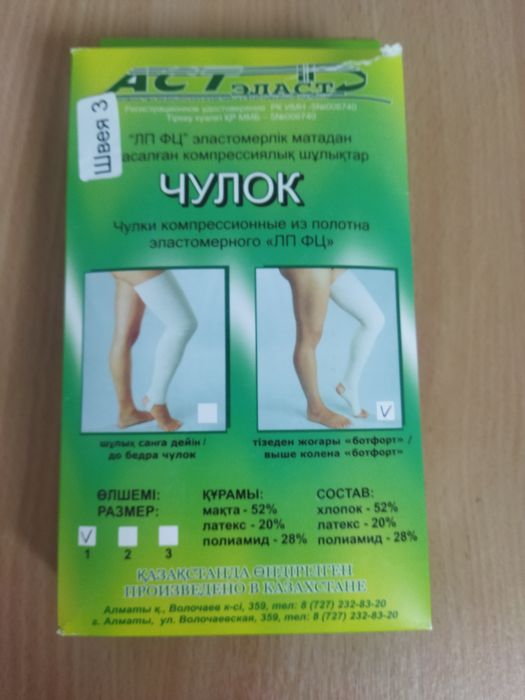 АСТ ЭЛАСТ
Швея 3
Регистрационное удостоверение РК ИМН -5№006740
Тіркеу куәлігі ҚР ММБ - 5№006740
"ЛП ФЦ" эластомерлік матадан
асалған компрессиялық шұлықтар
ЧУЛОК
Чулки компрессионные из полотна
эластомерного «ЛП ФЦ»
шұлық санға дейін /
до бедра чулок
тізеден жоғары «ботфорт» /
выше колена «ботфорт»
ӨЛШЕМІ:
РАЗМЕР:
1 2 3
ҚҰРАМЫ:
мақта - 52%
латекс - 20%
полиамид - 28%
СОСТАВ:
хлопок - 52%
латекс - 20%
полиамид - 28%
ҚАЗАҚСТАНДА ӨНДІРІЛГЕН
ПРОИЗВЕДЕНО В КАЗАХСТАНЕ
Алматы қ., Волочаев к-сі, 359, тел: 8 (727) 232-83-20
г. Алматы, ул. Волочаевская, 359, тел: 8 (727) 232-83-20